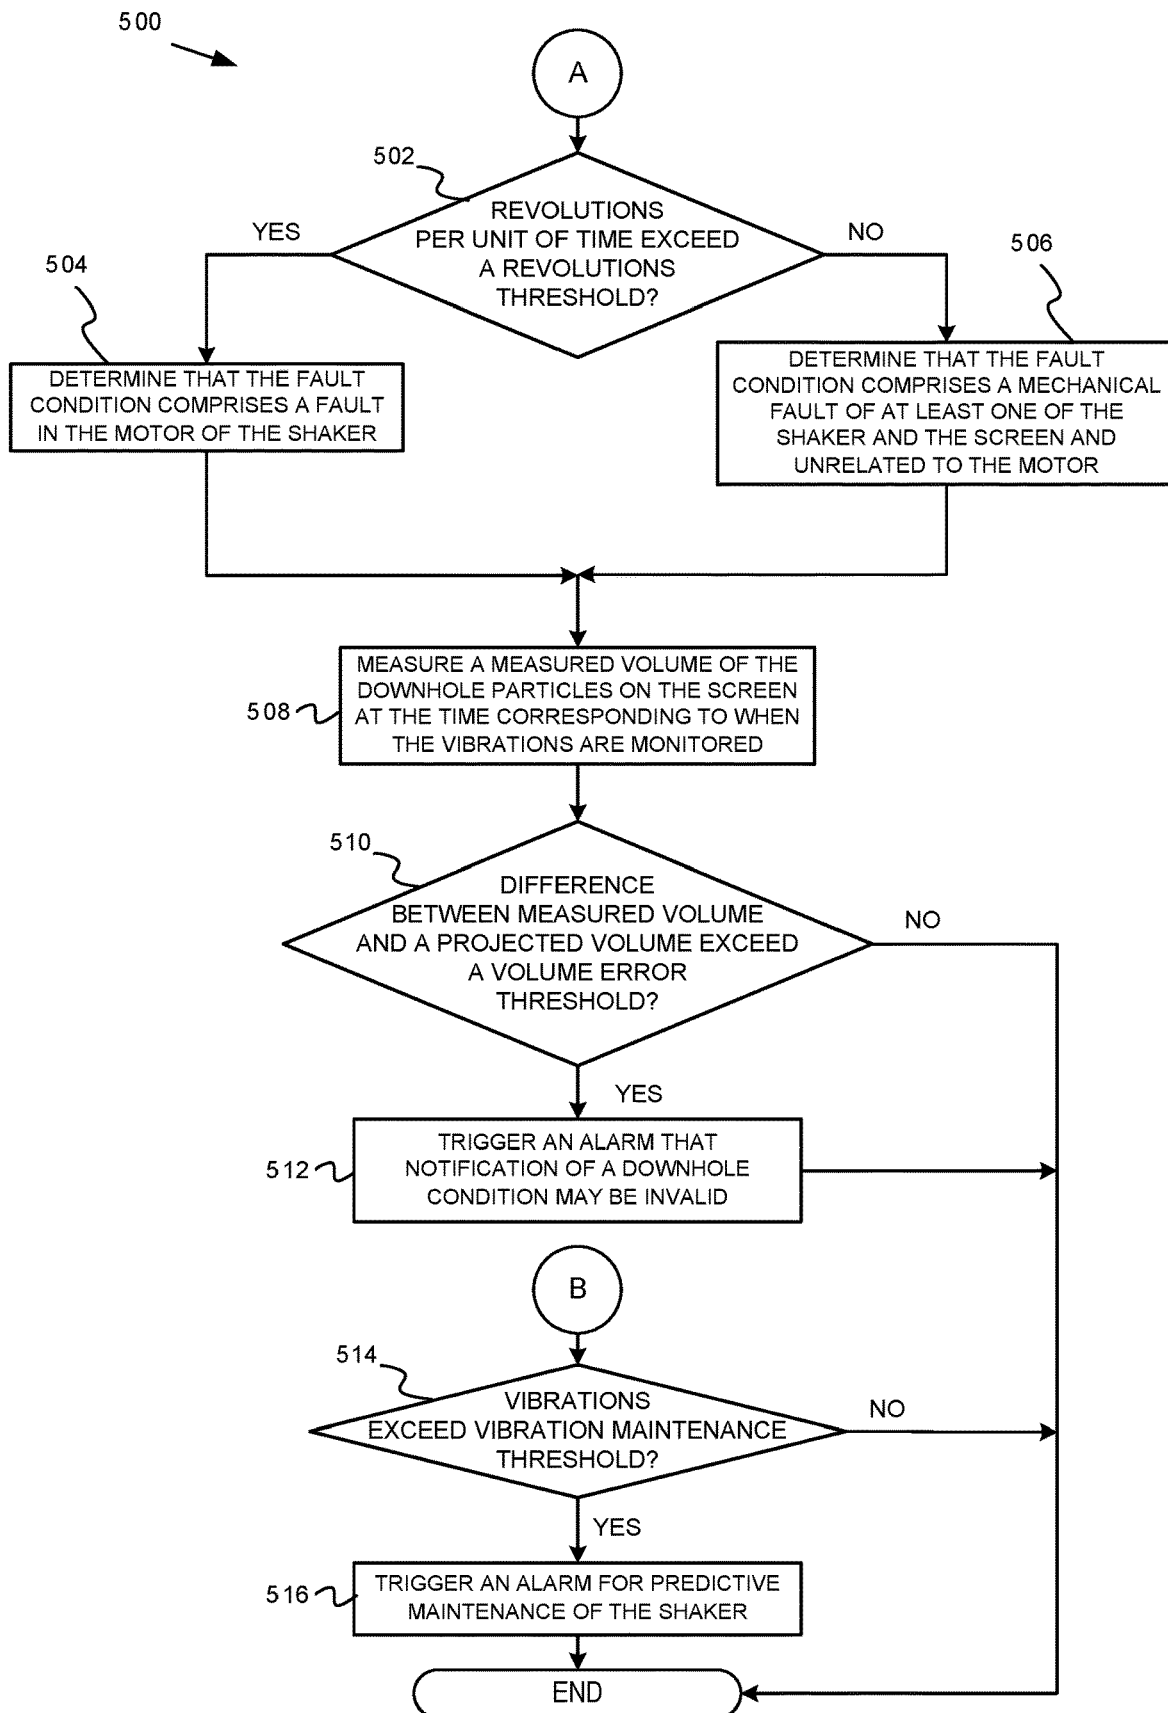 500
A
502
REVOLUTIONS
PER UNIT OF TIME EXCEED
A REVOLUTIONS
THRESHOLD?
YES
NO
504
506
DETERMINE THAT THE FAULT
CONDITION COMPRISES A FAULT
IN THE MOTOR OF THE SHAKER
DETERMINE THAT THE FAULT
CONDITION COMPRISES A MECHANICAL
FAULT OF AT LEAST ONE OF THE
SHAKER AND THE SCREEN AND
UNRELATED TO THE MOTOR
508
MEASURE A MEASURED VOLUME OF THE
DOWNHOLE PARTICLES ON THE SCREEN
AT THE TIME CORRESPONDING TO WHEN
THE VIBRATIONS ARE MONITORED
510
DIFFERENCE
BETWEEN MEASURED VOLUME
AND A PROJECTED VOLUME EXCEED
A VOLUME ERROR
THRESHOLD?
NO
YES
512
TRIGGER AN ALARM THAT
NOTIFICATION OF A DOWNHOLE
CONDITION MAY BE INVALID
B
514
VIBRATIONS
EXCEED VIBRATION MAINTENANCE
THRESHOLD?
NO
YES
516
TRIGGER AN ALARM FOR PREDICTIVE
MAINTENANCE OF THE SHAKER
END